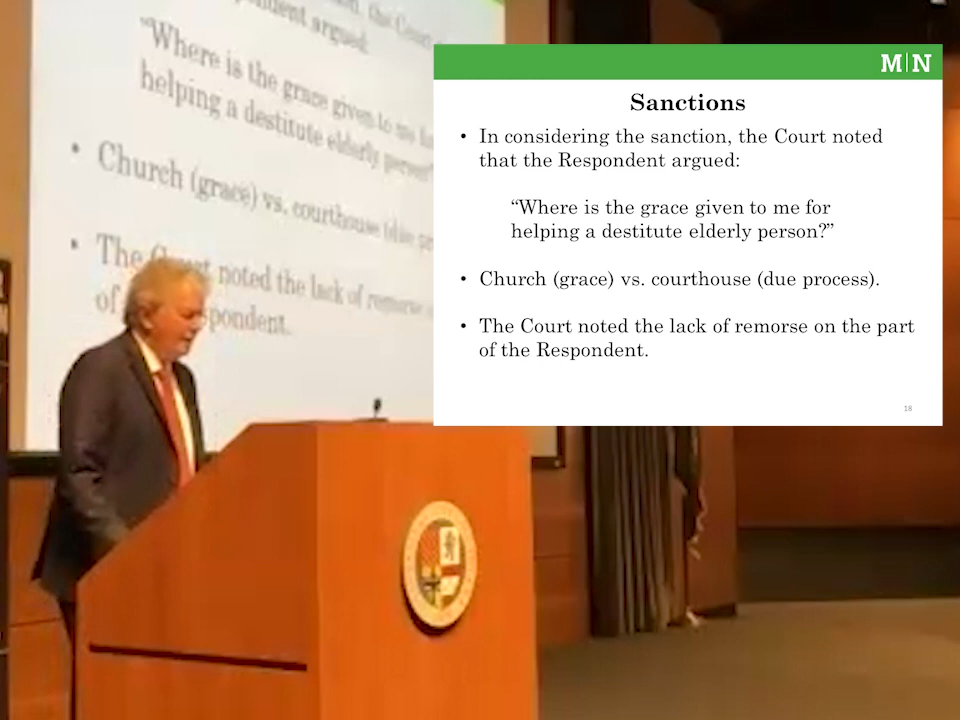 ndent argued:
“Where is the grace given to me
helping a destitute elderly person?”
• Church (grace) vs. courthouse
• The Court noted the lack of remorse
of spondent.
M|N
Sanctions
• In considering the sanction, the Court noted
that the Respondent argued:
“Where is the grace given to me for
helping a destitute elderly person?”
• Church (grace) vs. courthouse (due process).
• The Court noted the lack of remorse on the part
of the Respondent.
18